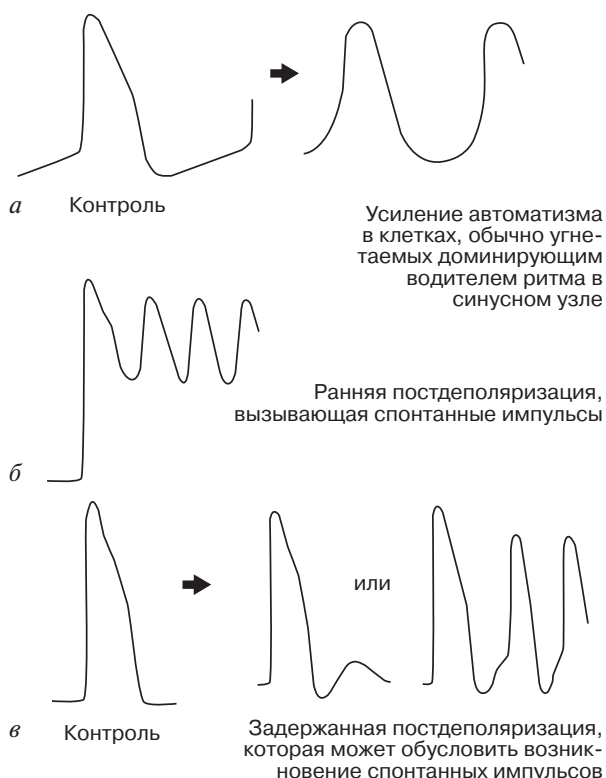 а Контроль
Усиление автоматизма
в клетках, обычно угне-
таемых доминирующим
водителем ритма в
синусном узле
Ранняя постдеполяризация,
вызывающая спонтанные импульсы
б
или
в Контроль
Задержанная постдеполяризация,
которая может обусловить возник-
новение спонтанных импульсов